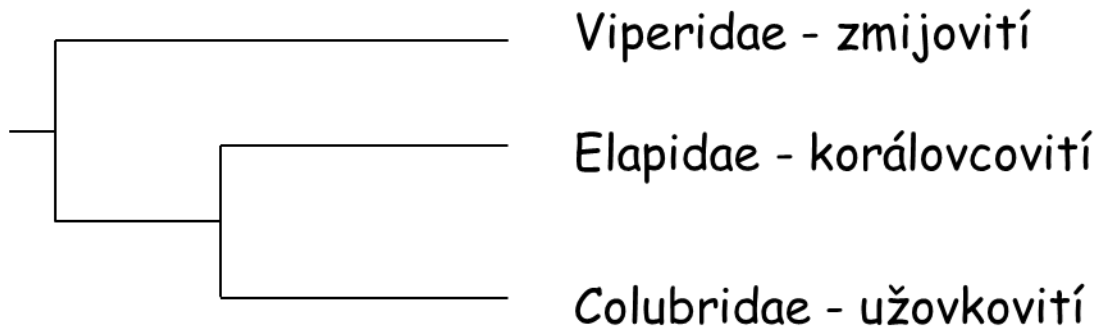 Viperidae - zmijovití
Elapidae - korálovcovití
Colubridae - užovkovití